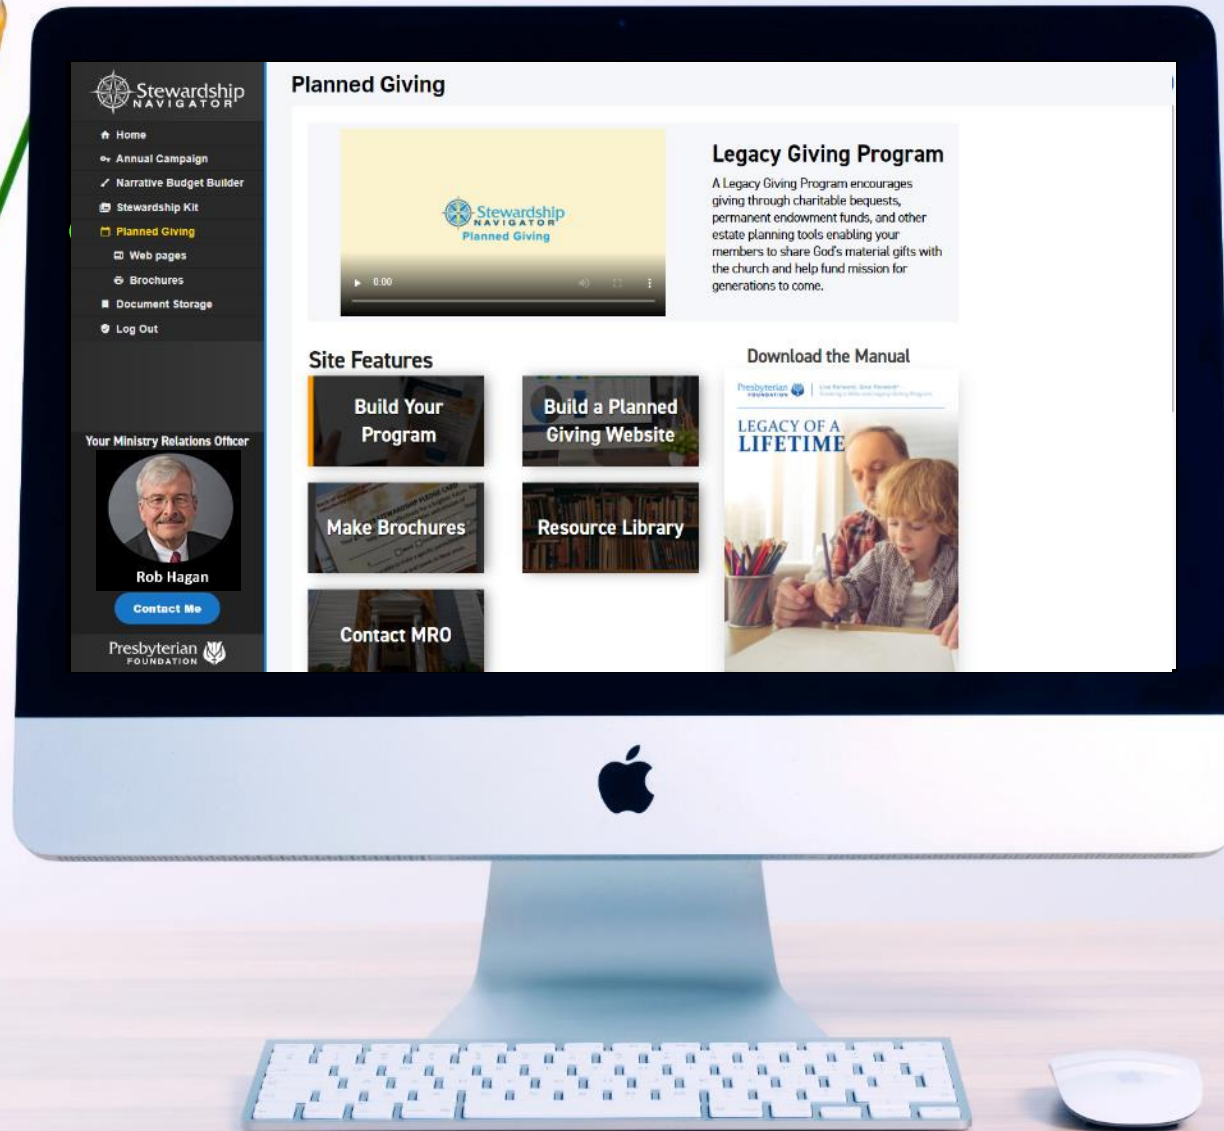 Stewardship
NAVIGATOR
Home
Annual Campaign
Narrative Budget Builder
Stewardship Kit
Planned Giving
Web pages
Brochures
Document Storage
Log Out
Your Ministry Relations Officer
Rob Hagan
Contact Me
Presbyterian
FOUNDATION
Planned Giving
Stewardship
NAVIGATOR
Planned Giving
0:00
Legacy Giving Program
A Legacy Giving Program encourages
giving through charitable bequests,
permanent endowment funds, and other
estate planning tools enabling your
members to share God's material gifts with
the church and help fund mission for
generations to come.
Site Features
Build Your
Program
Build a Planned
Giving Website
Make Brochures
STEWARDSHIP PLEDGE CARD
Resource Library
Contact MRO
Download the Manual
Presbyterian
FOUNDATION
LEGACY OF A
LIFETIME